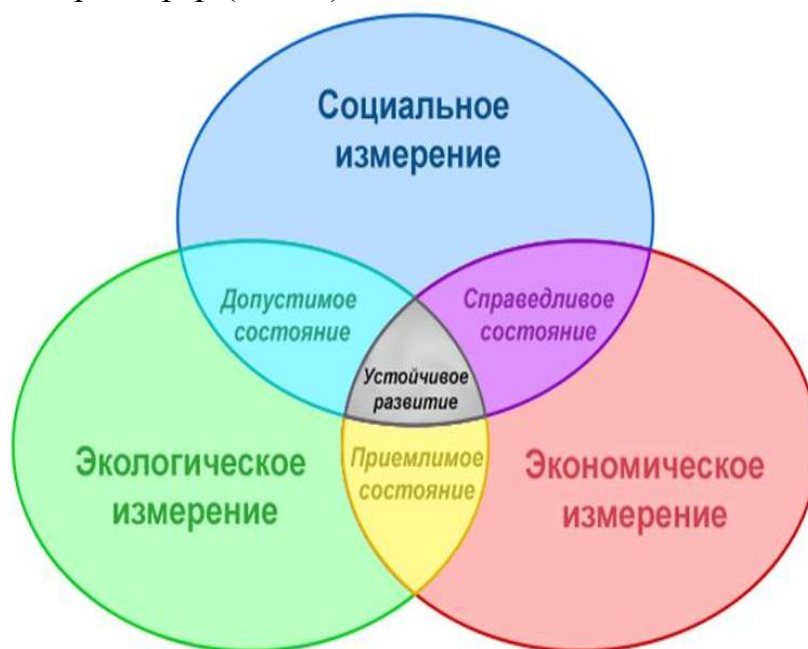 Социальное
измерение
Допустимое
состояние
Справедливое
состояние
Устойчивое
развитие
Экологическое
измерение
Приемлимое
состояние
Экономическое
измерение